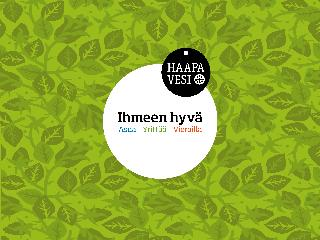 HAAPA
VESI
Ihmeen hyvä
Asua Yrittää Vierailla